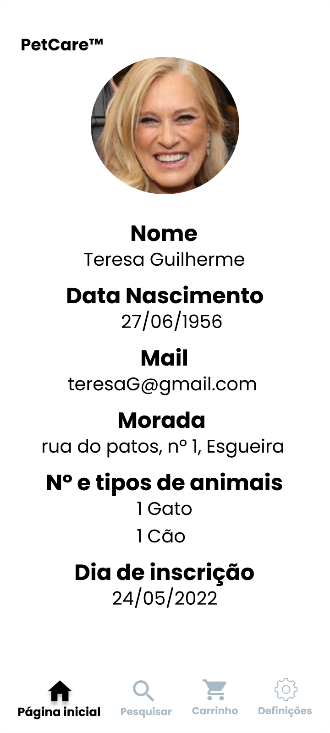 PetCare™
Nome
Teresa Guilherme
Data Nascimento
27/06/1956
Mail
teresaG@gmail.com
Morada
rua do patos, nº 1, Esgueira
Nº e tipos de animais
1 Gato
1 Cão
Dia de inscrição
24/05/2022
Página inicial Pesquisar Carrinho Definições